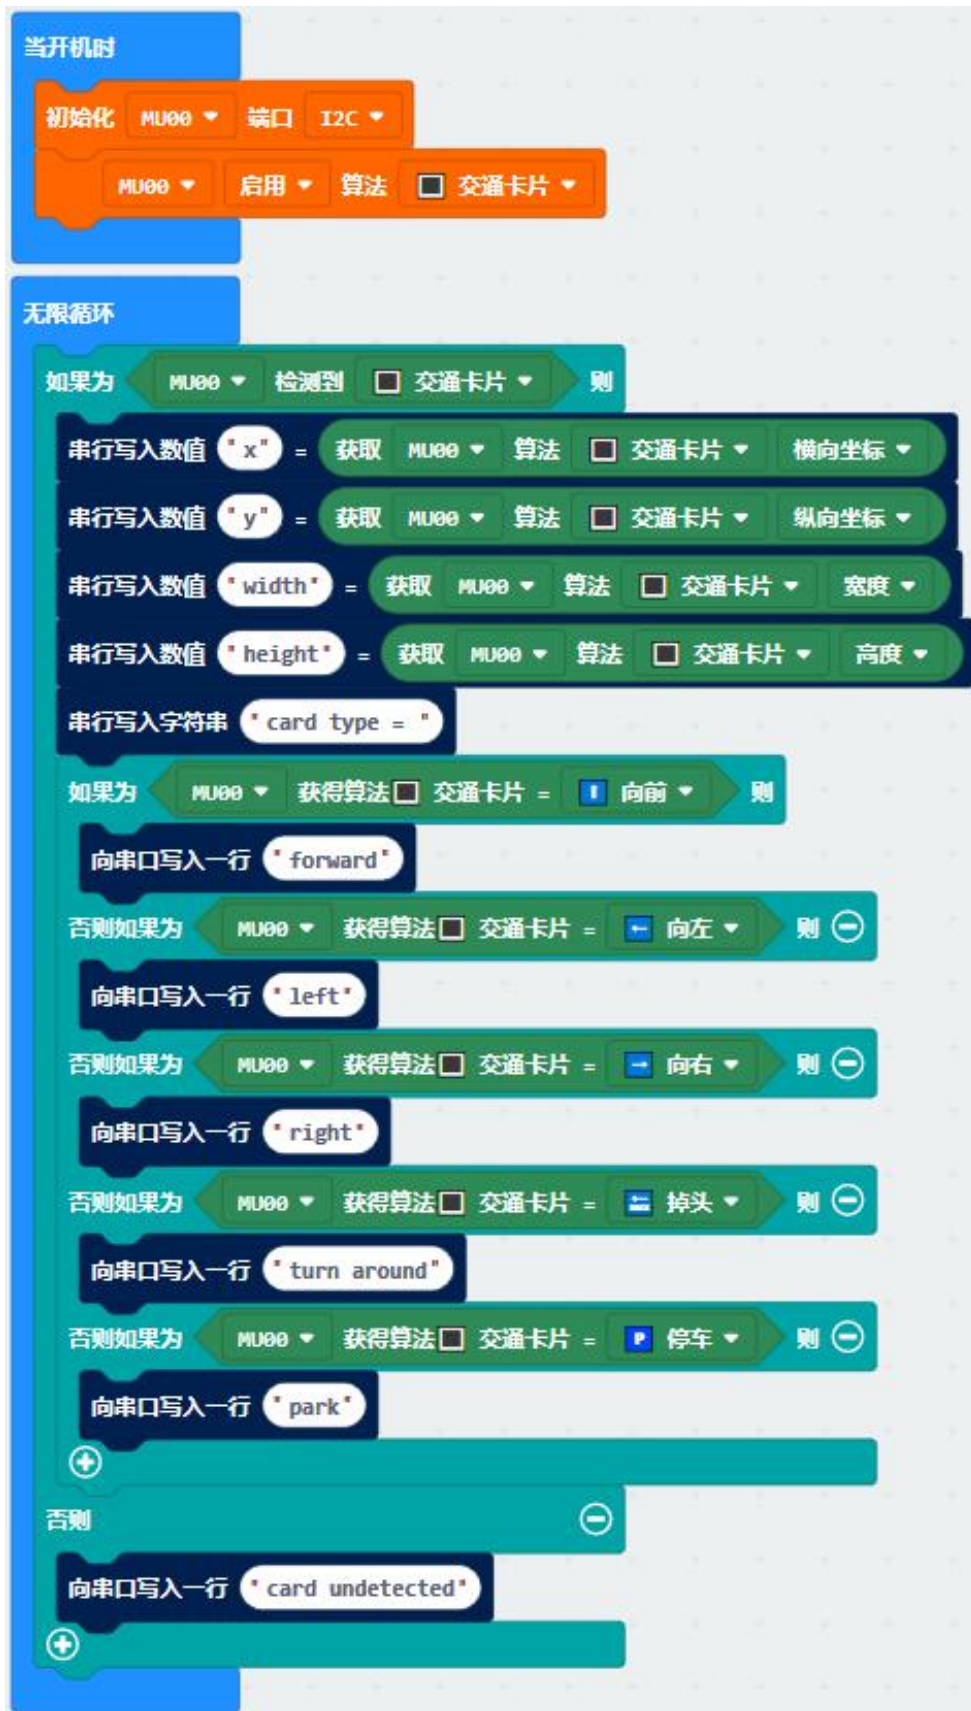 当开机时
初始化 MU00 端口 I2C
MU00 启用 算法 交通卡片
无限循环
如果为 MU00 检测到 交通卡片 则
串行写入数值 "x" = 获取 MU00 算法 交通卡片 横向坐标
串行写入数值 "y" = 获取 MU00 算法 交通卡片 纵向坐标
串行写入数值 "width" = 获取 MU00 算法 交通卡片 宽度
串行写入数值 "height" = 获取 MU00 算法 交通卡片 高度
串行写入字符串 "card type = "
如果为 MU00 获得算法 交通卡片 = 向前 则
向串口写入一行 "forward"
否则如果为 MU00 获得算法 交通卡片 = 向左 则
向串口写入一行 "left"
否则如果为 MU00 获得算法 交通卡片 = 向右 则
向串口写入一行 "right"
否则如果为 MU00 获得算法 交通卡片 = 掉头 则
向串口写入一行 "turn around"
否则如果为 MU00 获得算法 交通卡片 = P 停车 则
向串口写入一行 "park"
否则
向串口写入一行 "card undetected"